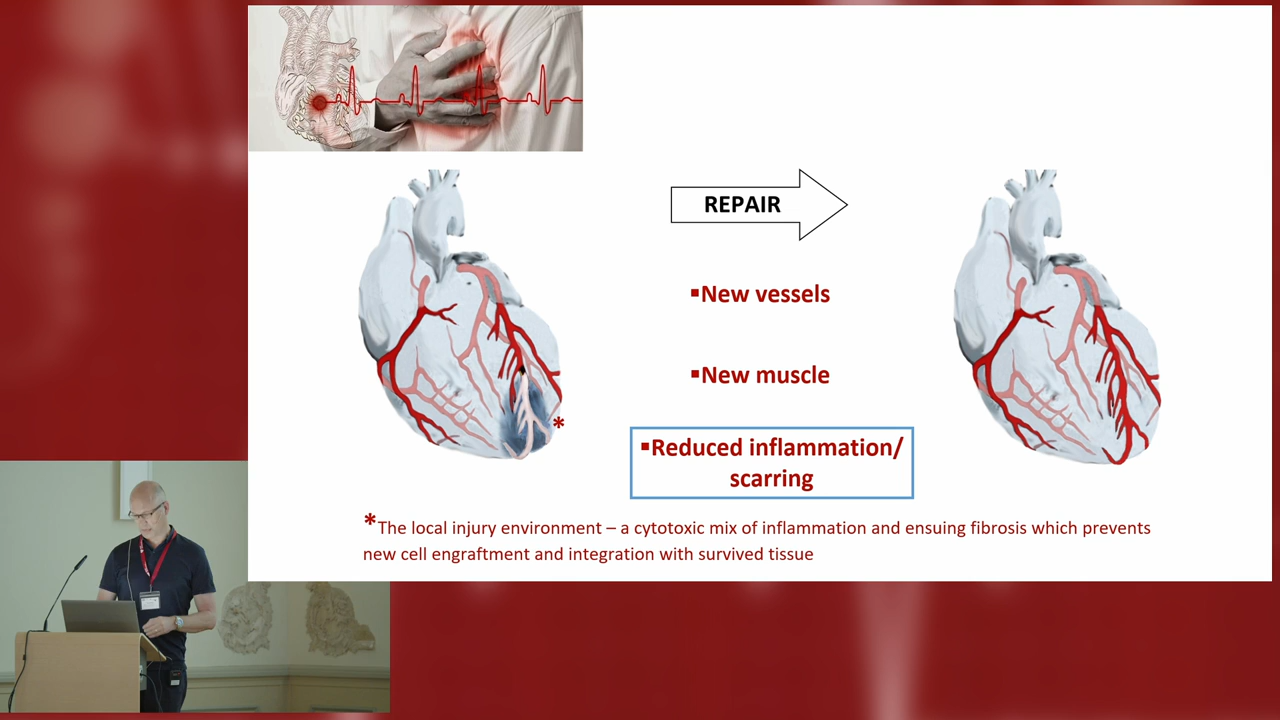 REPAIR
▪New vessels
▪New muscle
▪Reduced inflammation/
scarring
*The local injury environment – a cytotoxic mix of inflammation and ensuing fibrosis which prevents
new cell engraftment and integration with survived tissue